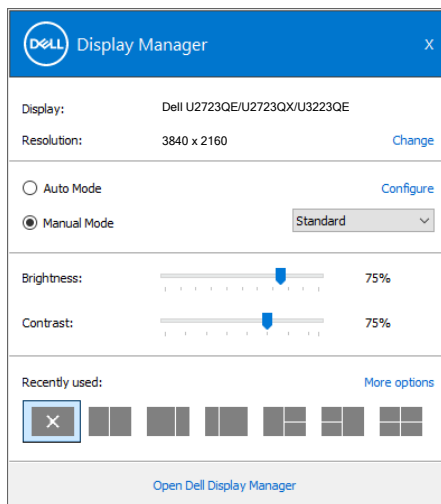 DELL Display Manager X
Display: Dell U2723QE/U2723QX/U3223QE
Resolution: 3840 x 2160 Change
Auto Mode Configure
Manual Mode Standard
Brightness: 75%
Contrast: 75%
Recently used: More options
Open Dell Display Manager